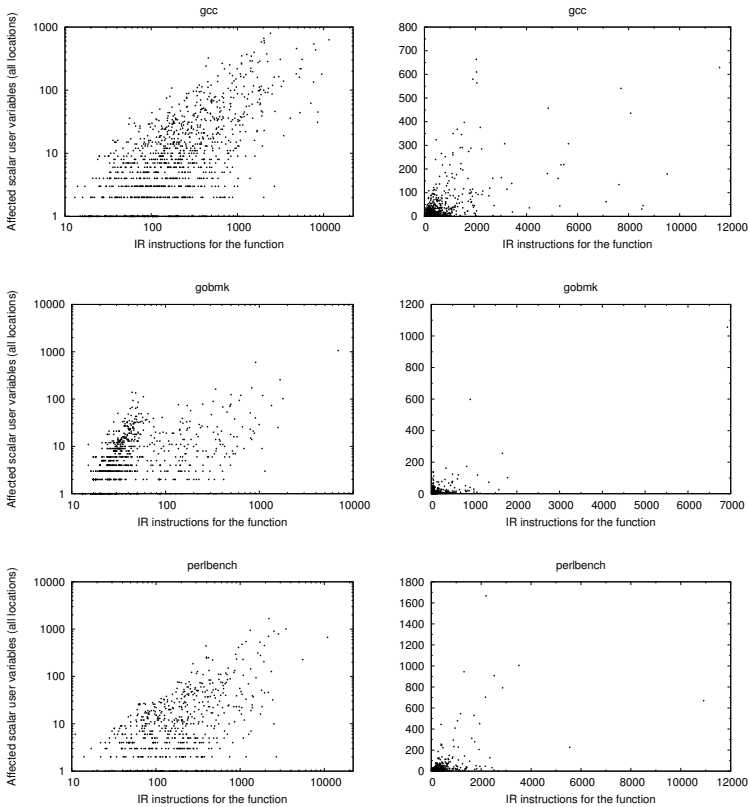 gcc
Affected scalar user variables (all locations)
1000
100
10
1
10 100 1000 10000
IR instructions for the function
gcc
800
700
600
500
400
300
200
100
0
0 2000 4000 6000 8000 10000 12000
IR instructions for the function
gobmk
Affected scalar user variables (all locations)
10000
1000
100
10
1
10 100 1000 10000
IR instructions for the function
gobmk
1200
1000
800
600
400
200
0
0 1000 2000 3000 4000 5000 6000 7000
IR instructions for the function
perlbench
Affected scalar user variables (all locations)
10000
1000
100
10
1
10 100 1000 10000
IR instructions for the function
perlbench
1800
1600
1400
1200
1000
800
600
400
200
0
0 2000 4000 6000 8000 10000 12000
IR instructions for the function